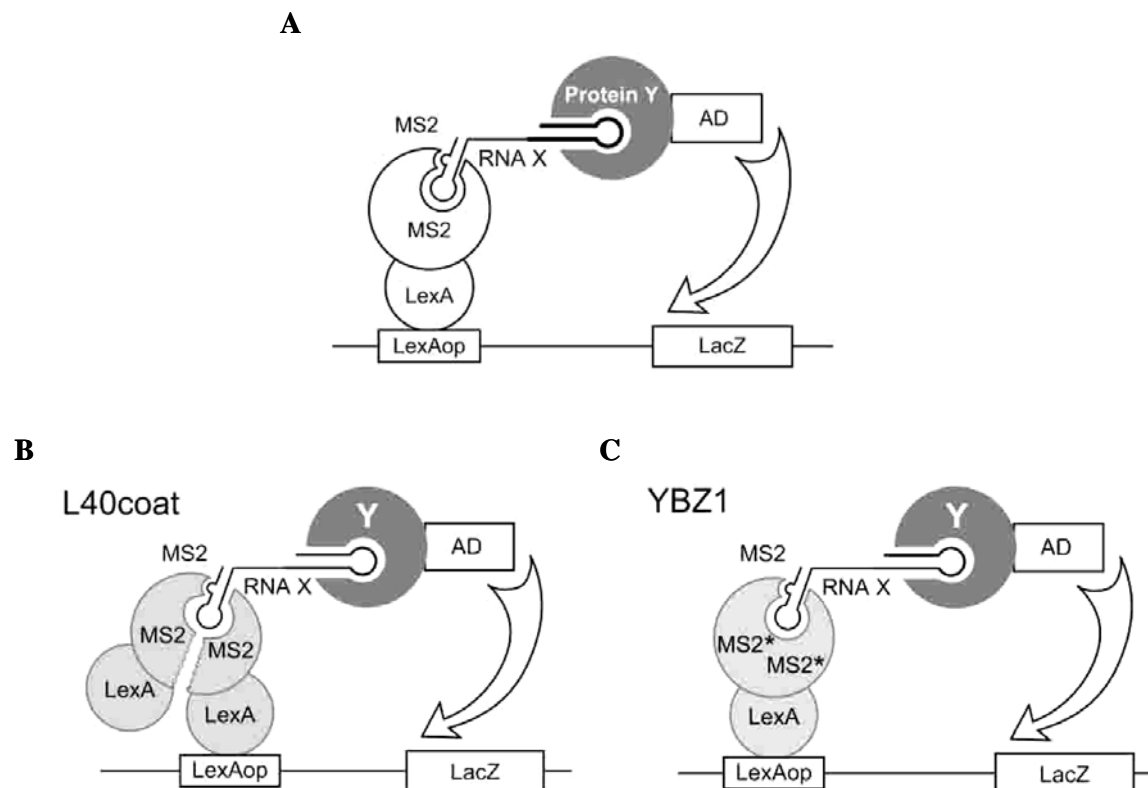 A
Protein Y
AD
MS2
RNA X
MS2
LexA
LexAop
LacZ
B
L40coat
Y
AD
MS2
RNA X
MS2
MS2
LexA
LexA
LexAop
LacZ
C
YBZ1
Y
AD
MS2
RNA X
MS2*
MS2*
LexA
LexAop
LacZ